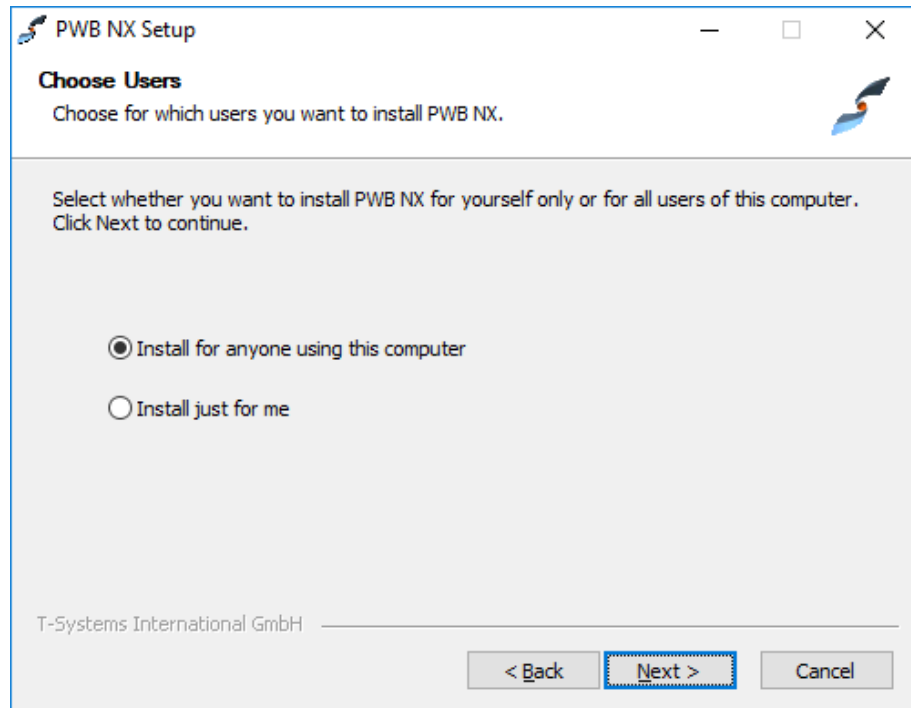 PWB NX Setup
Choose Users
Choose for which users you want to install PWB NX.
Select whether you want to install PWB NX for yourself only or for all users of this computer.
Click Next to continue.
Install for anyone using this computer
Install just for me
T-Systems International GmbH
< Back
Next >
Cancel